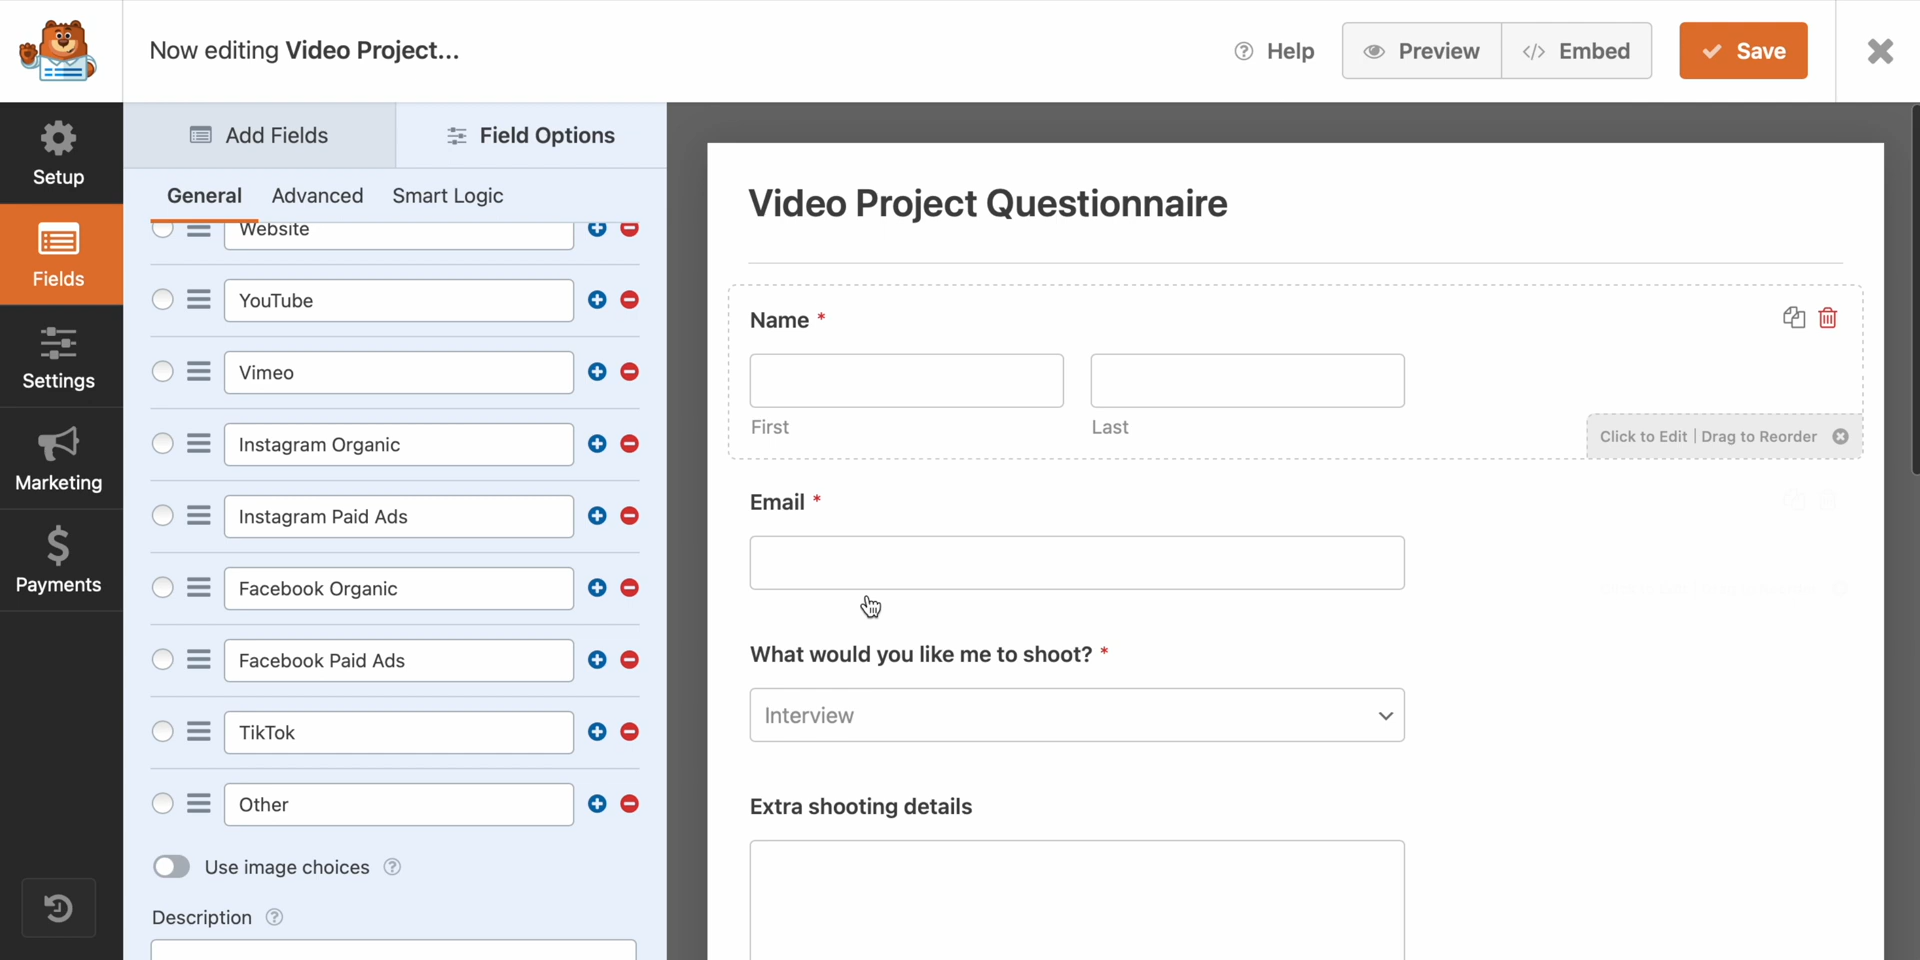 Now editing Video Project...
Help
Preview
</> Embed
Save
Setup
Fields
Settings
Marketing
Payments
Add Fields
Field Options
General
Advanced
Smart Logic
Website
YouTube
Vimeo
Instagram Organic
Instagram Paid Ads
Facebook Organic
Facebook Paid Ads
TikTok
Other
Use image choices
Description
Video Project Questionnaire
Name *
First
Last
Click to Edit | Drag to Reorder
Email *
What would you like me to shoot? *
Interview
Extra shooting details